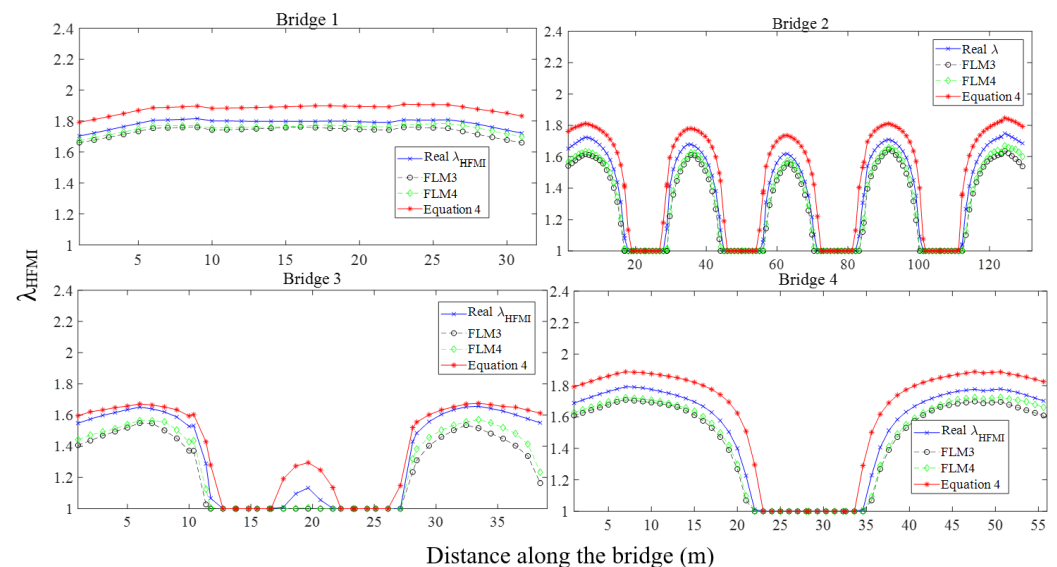 Bridge 1
2.4
2.2
2
1.8
1.6
1.4
1.2
1
5
10
15
20
25
30
Real λHFMI
FLM3
FLM4
Equation 4
Bridge 2
2.4
2.2
2
1.8
1.6
1.4
1.2
1
20
40
60
80
100
120
Real λ
FLM3
FLM4
Equation 4
λHFMI
Bridge 3
2.4
2.2
2
1.8
1.6
1.4
1.2
1
5
10
15
20
25
30
35
Real λHFMI
FLM3
FLM4
Equation 4
Bridge 4
2.4
2.2
2
1.8
1.6
1.4
1.2
1
5
10
15
20
25
30
35
40
45
50
55
Real λHFMI
FLM3
FLM4
Equation 4
Distance along the bridge (m)